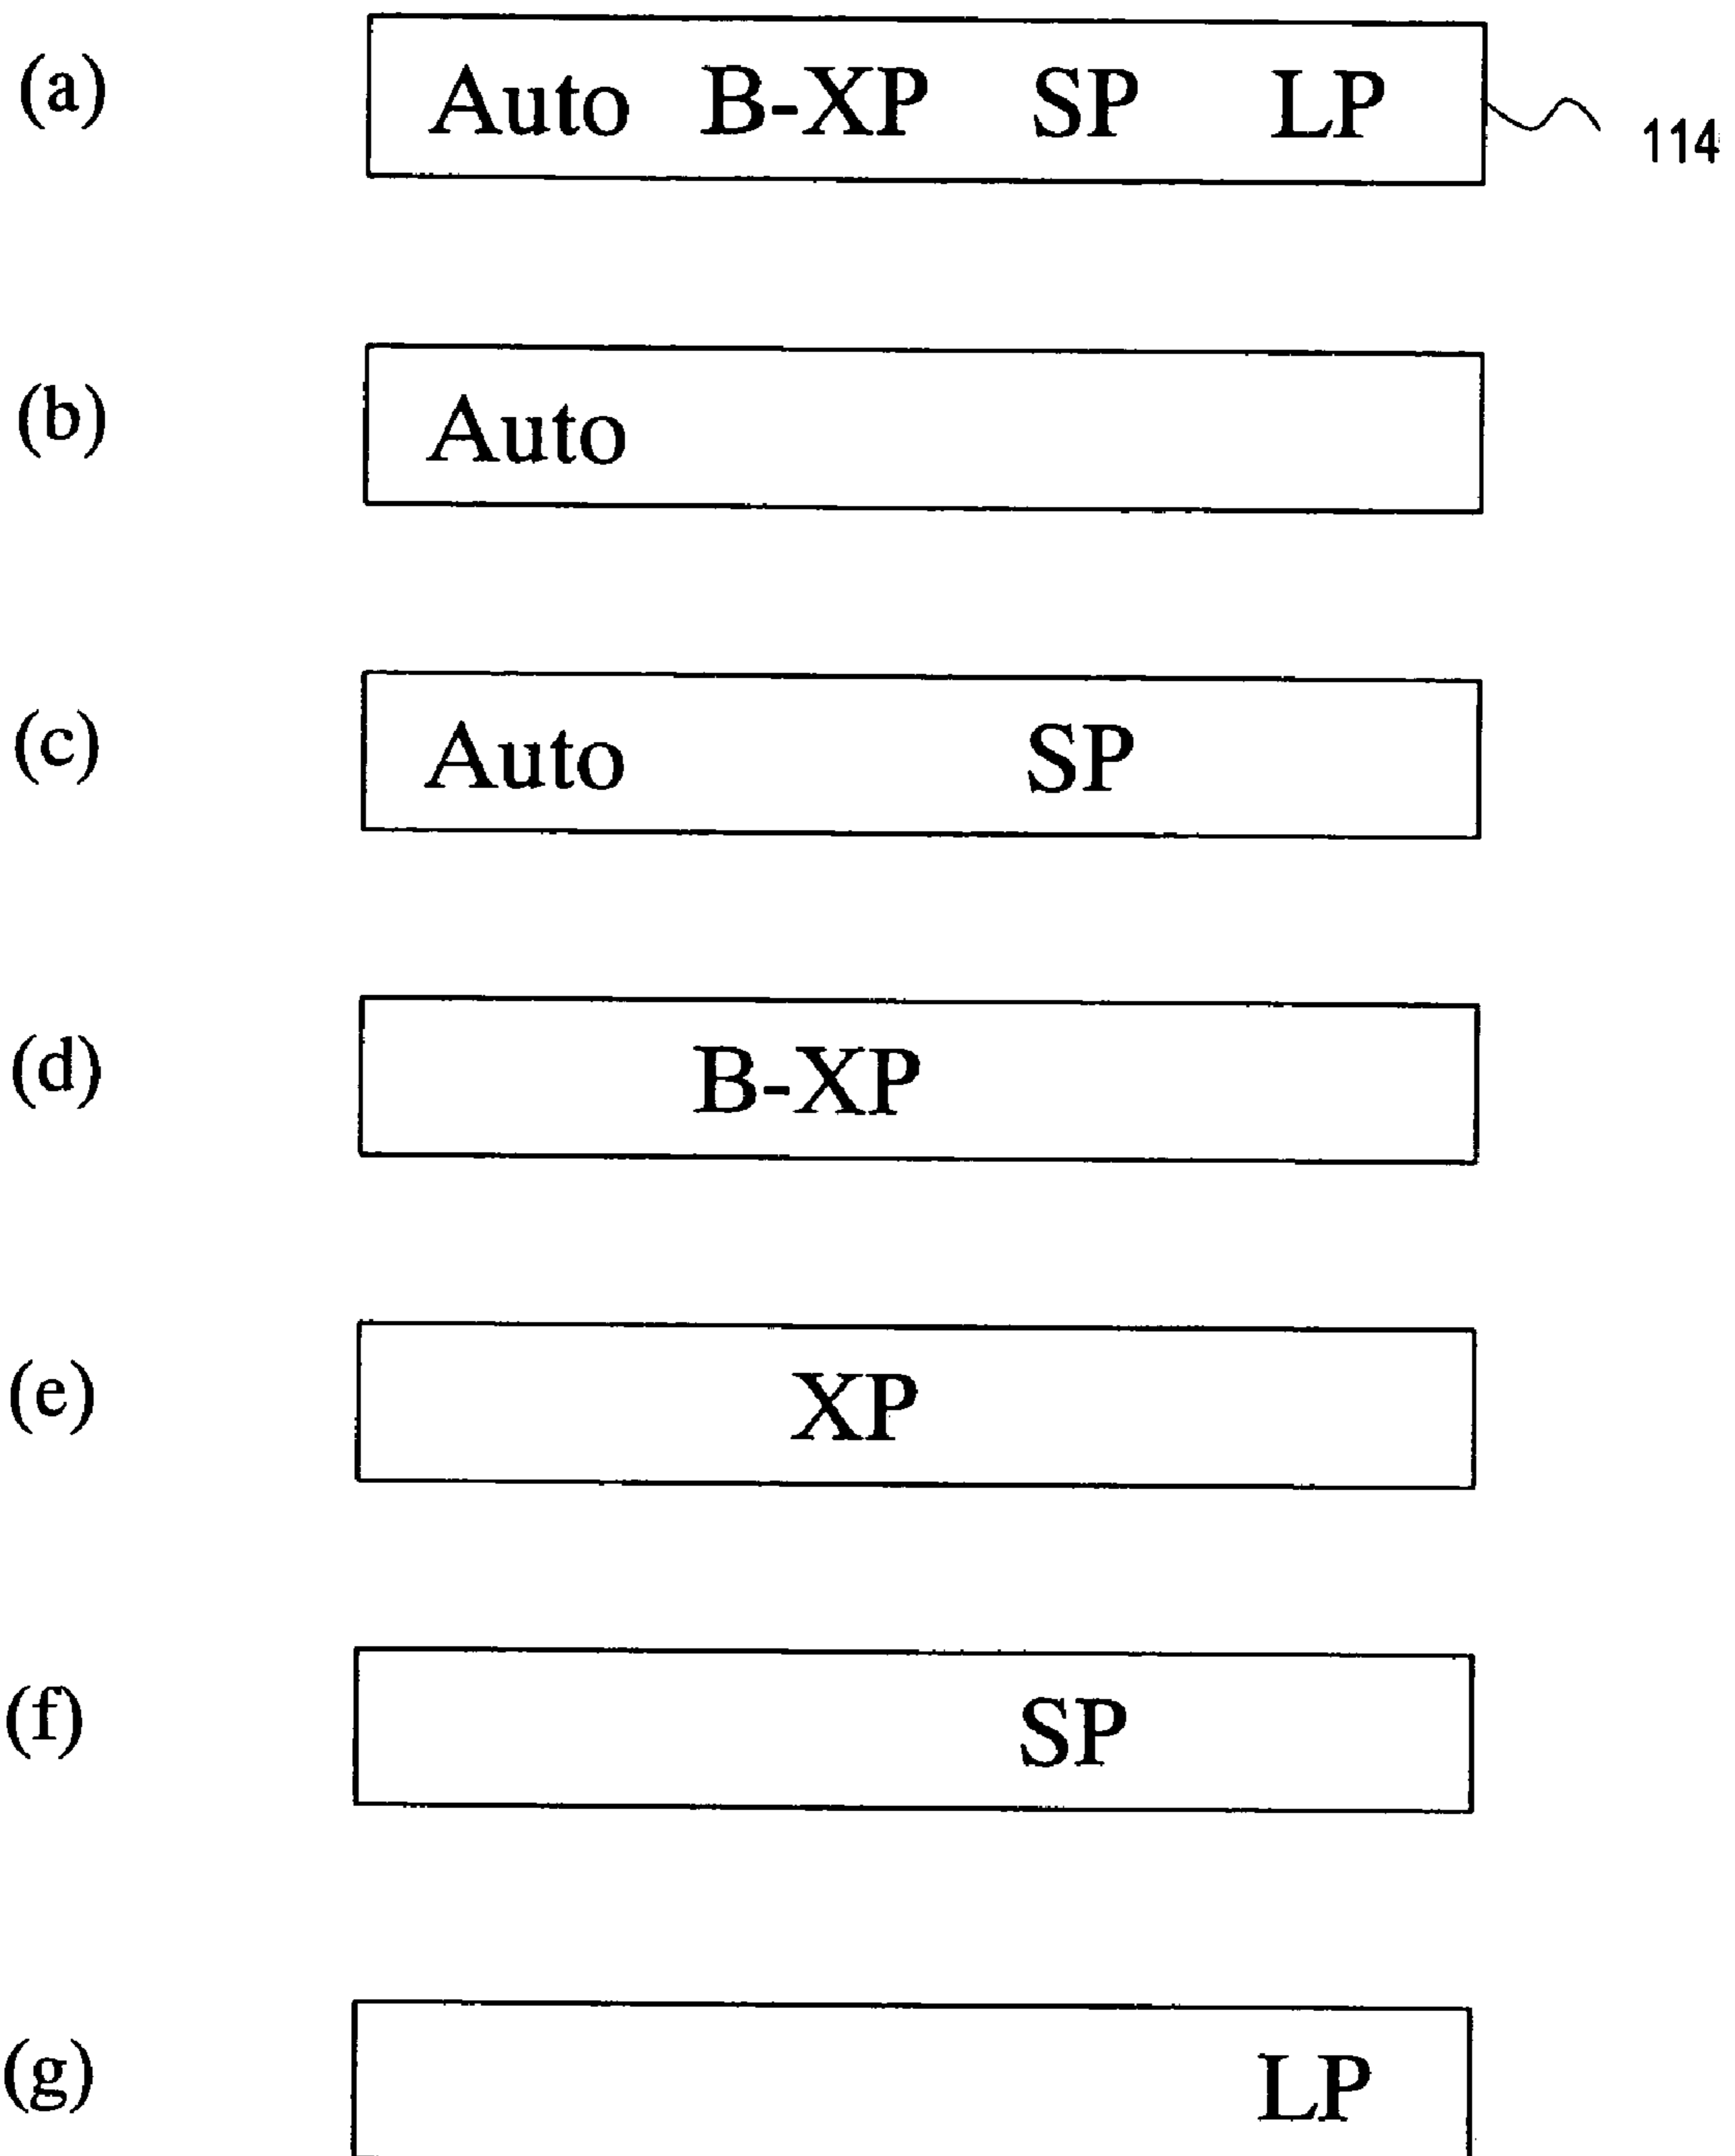 (a) Auto B-XP SP LP 114
(b) Auto
(c) Auto SP
(d) B-XP
(e) XP
(f) SP
(g) LP